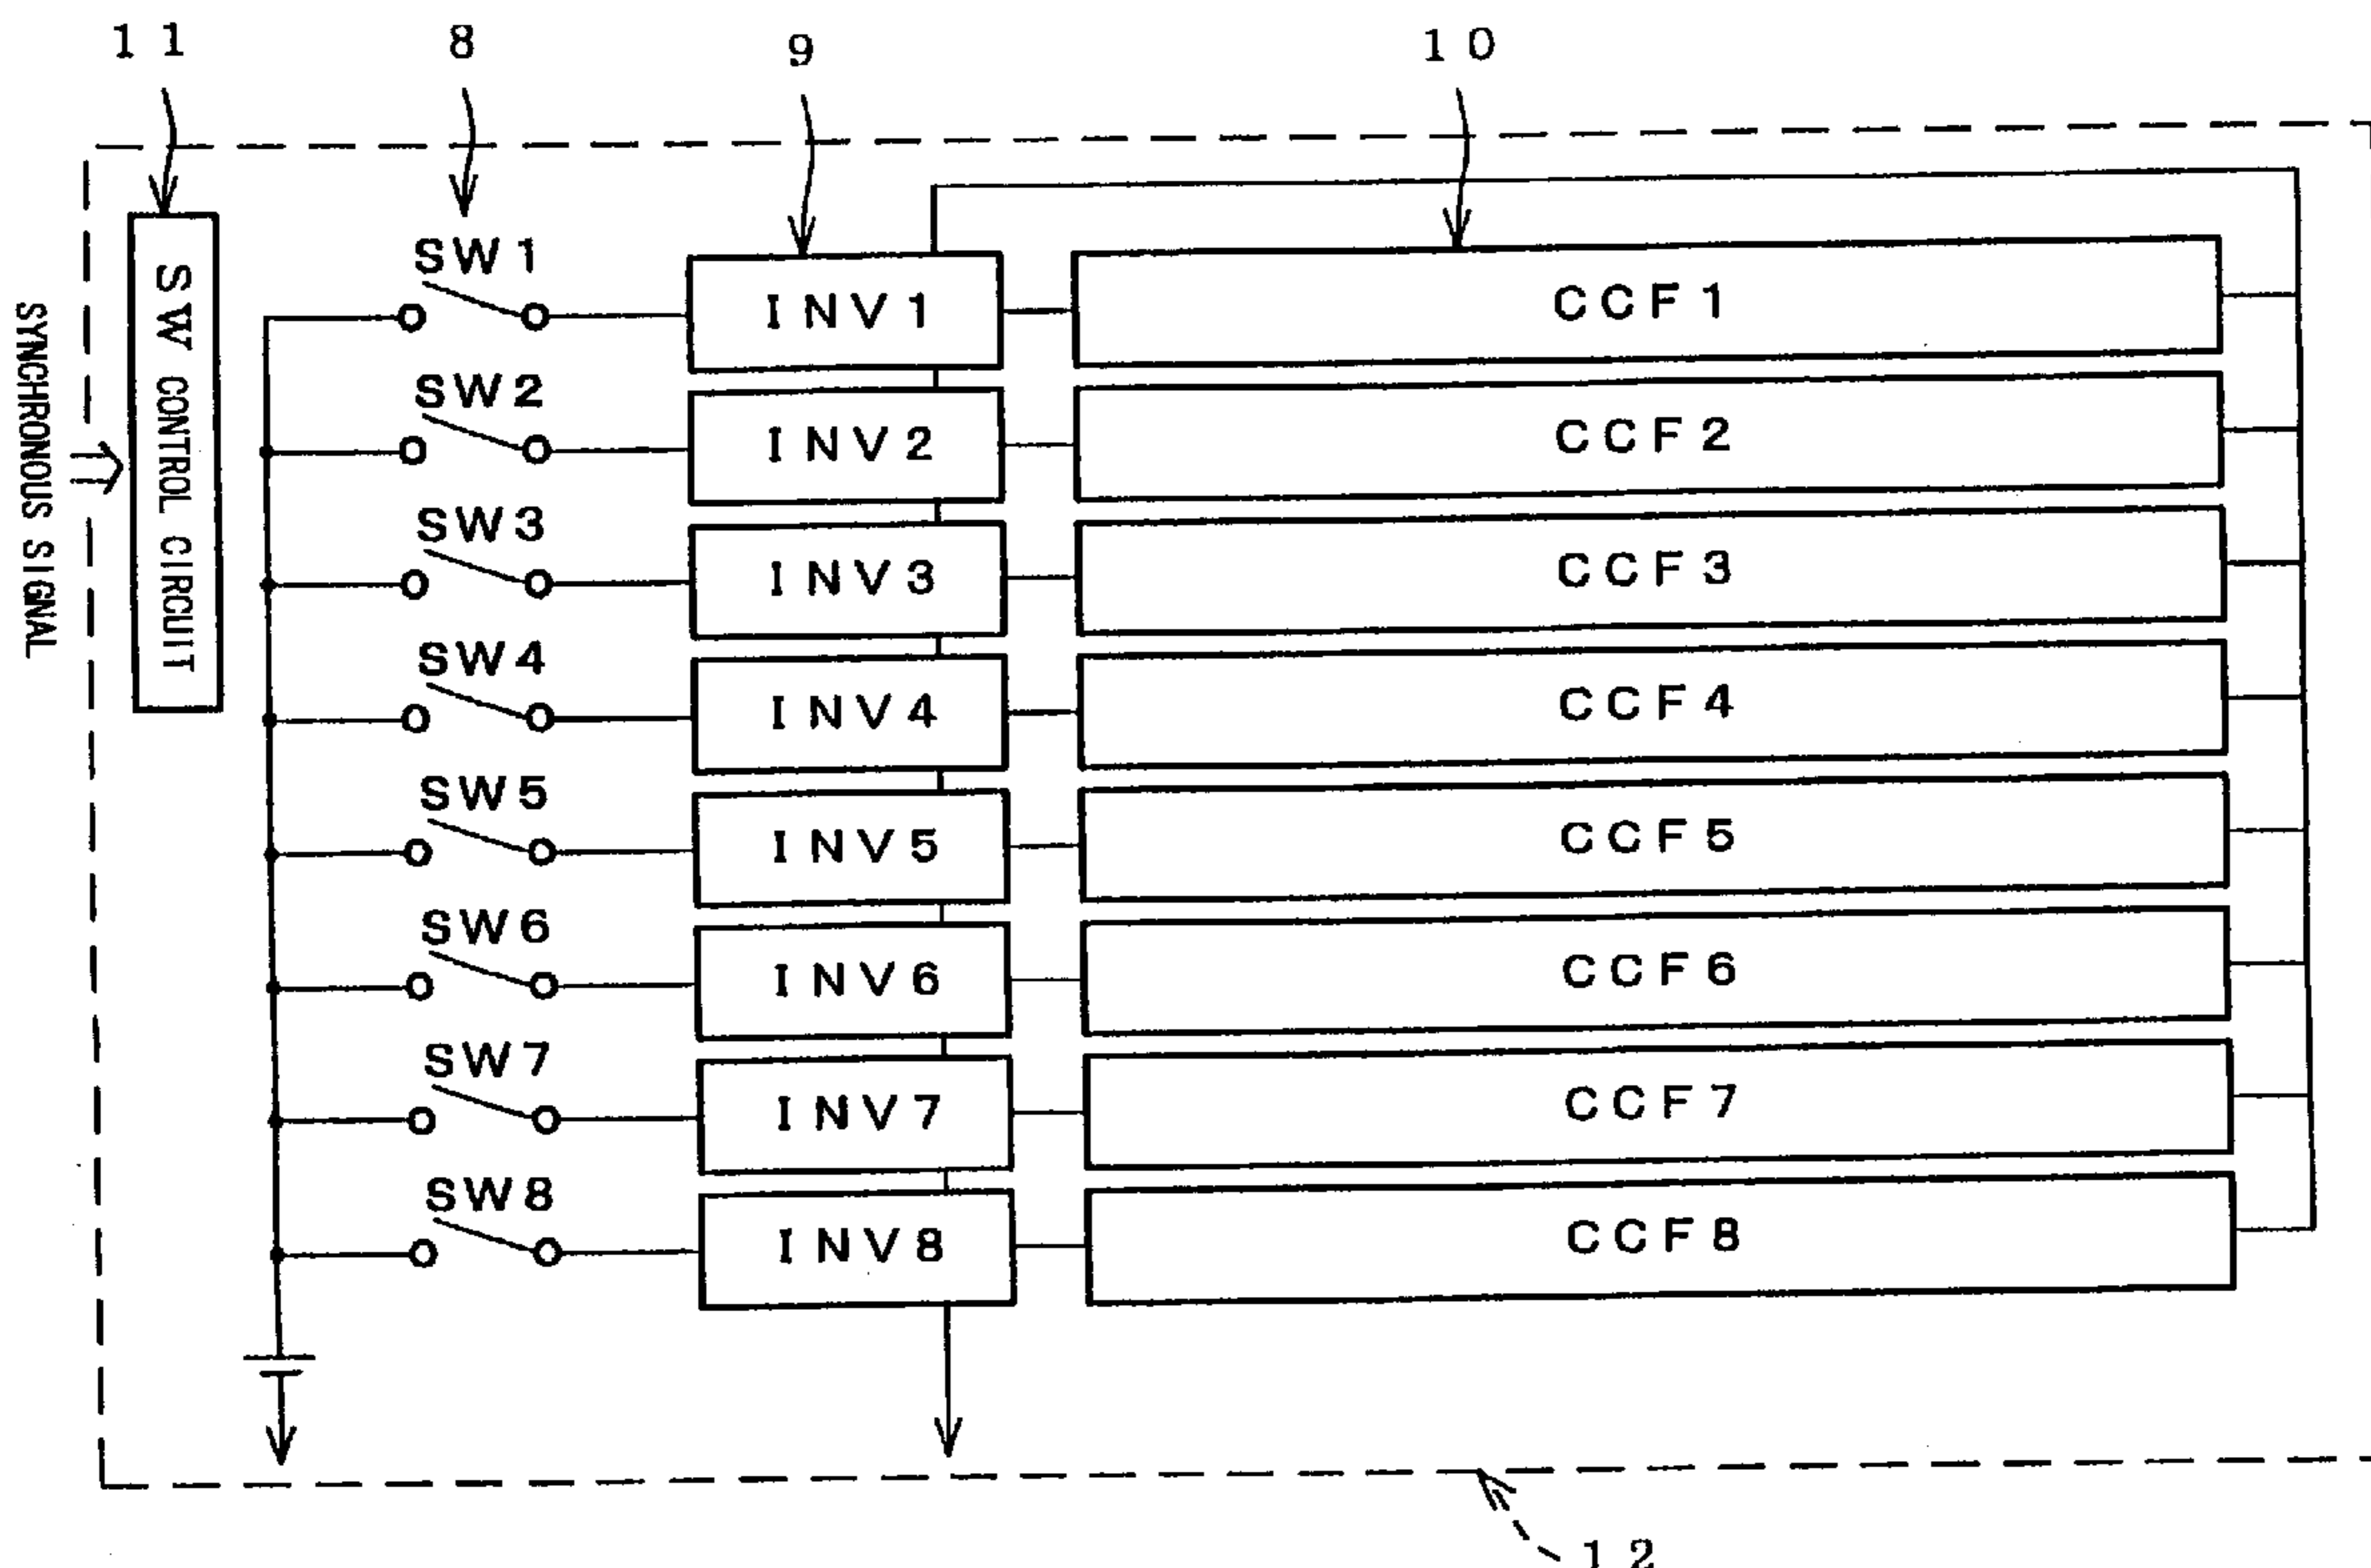 11
8
9
10
SYNCHRONOUS SIGNAL
SW CONTROL CIRCUIT
SW1
INV1
CCF1
SW2
INV2
CCF2
SW3
INV3
CCF3
SW4
INV4
CCF4
SW5
INV5
CCF5
SW6
INV6
CCF6
SW7
INV7
CCF7
SW8
INV8
CCF8
12